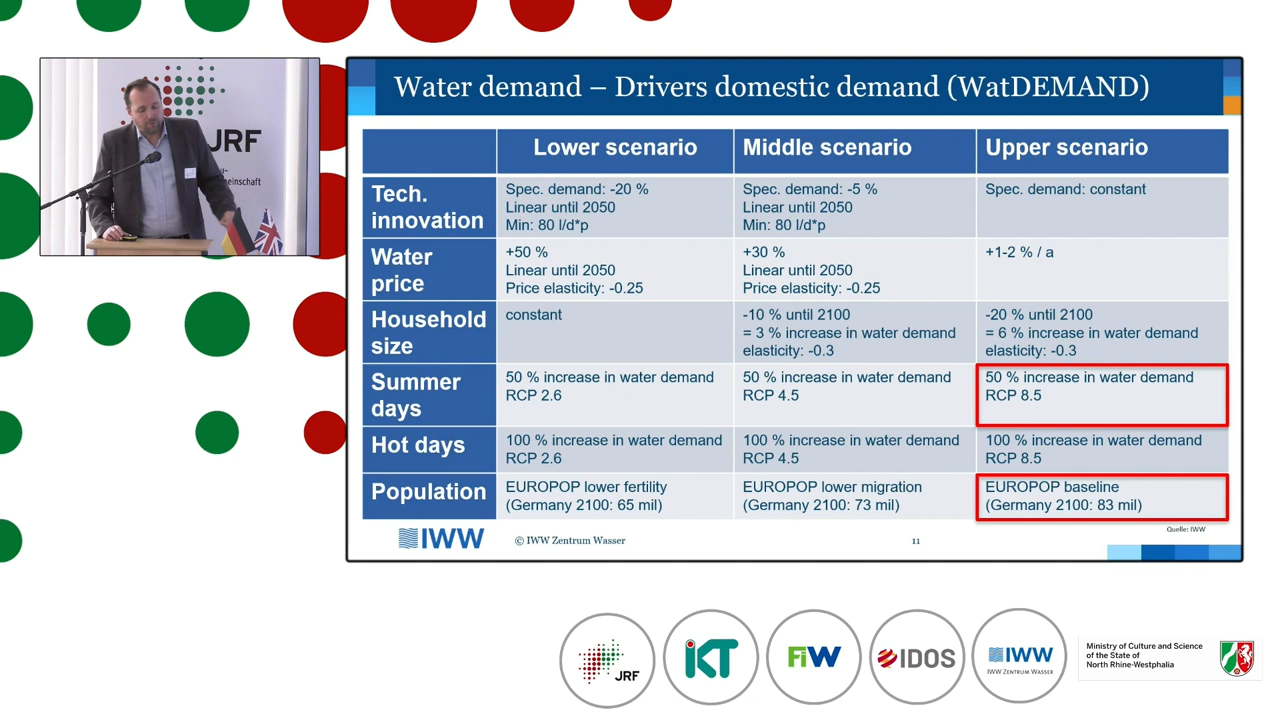 JRF
Water demand – Drivers domestic demand (WatDEMAND)
Lower scenario
Middle scenario
Upper scenario
Tech.
innovation
Spec. demand: -20 %
Linear until 2050
Min: 80 l/d*p
Spec. demand: -5 %
Linear until 2050
Min: 80 l/d*p
Spec. demand: constant
Water
price
+50 %
Linear until 2050
Price elasticity: -0.25
+30 %
Linear until 2050
Price elasticity: -0.25
+1-2 % / a
Household
size
constant
-10 % until 2100
= 3 % increase in water demand
elasticity: -0.3
-20 % until 2100
= 6 % increase in water demand
elasticity: -0.3
Summer
days
50 % increase in water demand
RCP 2.6
50 % increase in water demand
RCP 4.5
50 % increase in water demand
RCP 8.5
Hot days
100 % increase in water demand
RCP 2.6
100 % increase in water demand
RCP 4.5
100 % increase in water demand
RCP 8.5
Population
EUROPOP lower fertility
(Germany 2100: 65 mil)
EUROPOP lower migration
(Germany 2100: 73 mil)
EUROPOP baseline
(Germany 2100: 83 mil)
Quelle: IWW
IWW
© IWW Zentrum Wasser
11
JRF
iKT
FiW
IDOS
IWW
IWW ZENTRUM WASSER
Ministry of Culture and Science
of the State of
North Rhine-Westphalia